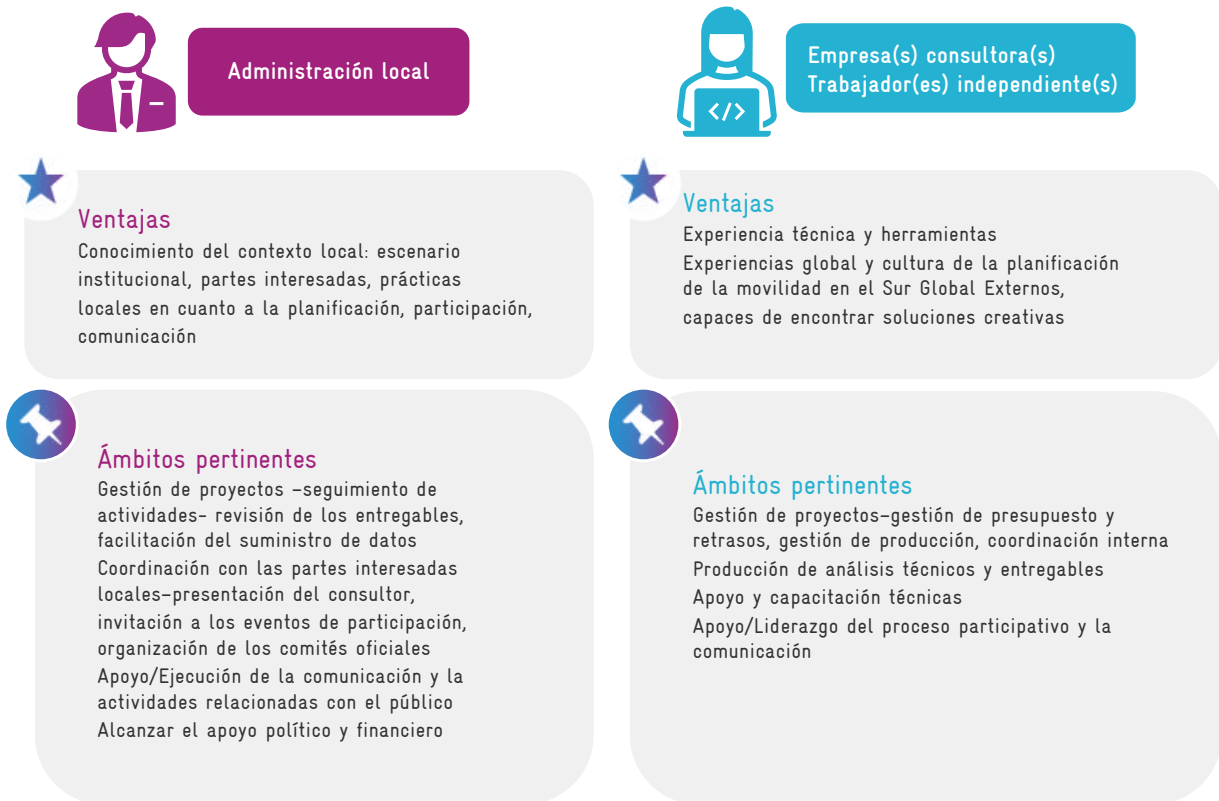 Administración local
Ventajas
Conocimiento del contexto local: escenario
institucional, partes interesadas, prácticas
locales en cuanto a la planificación, participación,
comunicación
Ámbitos pertinentes
Gestión de proyectos –seguimiento de
actividades– revisión de los entregables,
facilitación del suministro de datos
Coordinación con las partes interesadas
locales–presentación del consultor,
invitación a los eventos de participación,
organización de los comités oficiales
Apoyo/Ejecución de la comunicación y la
actividades relacionadas con el público
Alcanzar el apoyo político y financiero
</>
Empresa(s) consultora(s)
Trabajador(es) independiente(s)
Ventajas
Experiencia técnica y herramientas
Experiencias global y cultura de la planificación
de la movilidad en el Sur Global Externos,
capaces de encontrar soluciones creativas
Ámbitos pertinentes
Gestión de proyectos–gestión de presupuesto y
retrasos, gestión de producción, coordinación interna
Producción de análisis técnicos y entregables
Apoyo y capacitación técnicas
Apoyo/Liderazgo del proceso participativo y la
comunicación